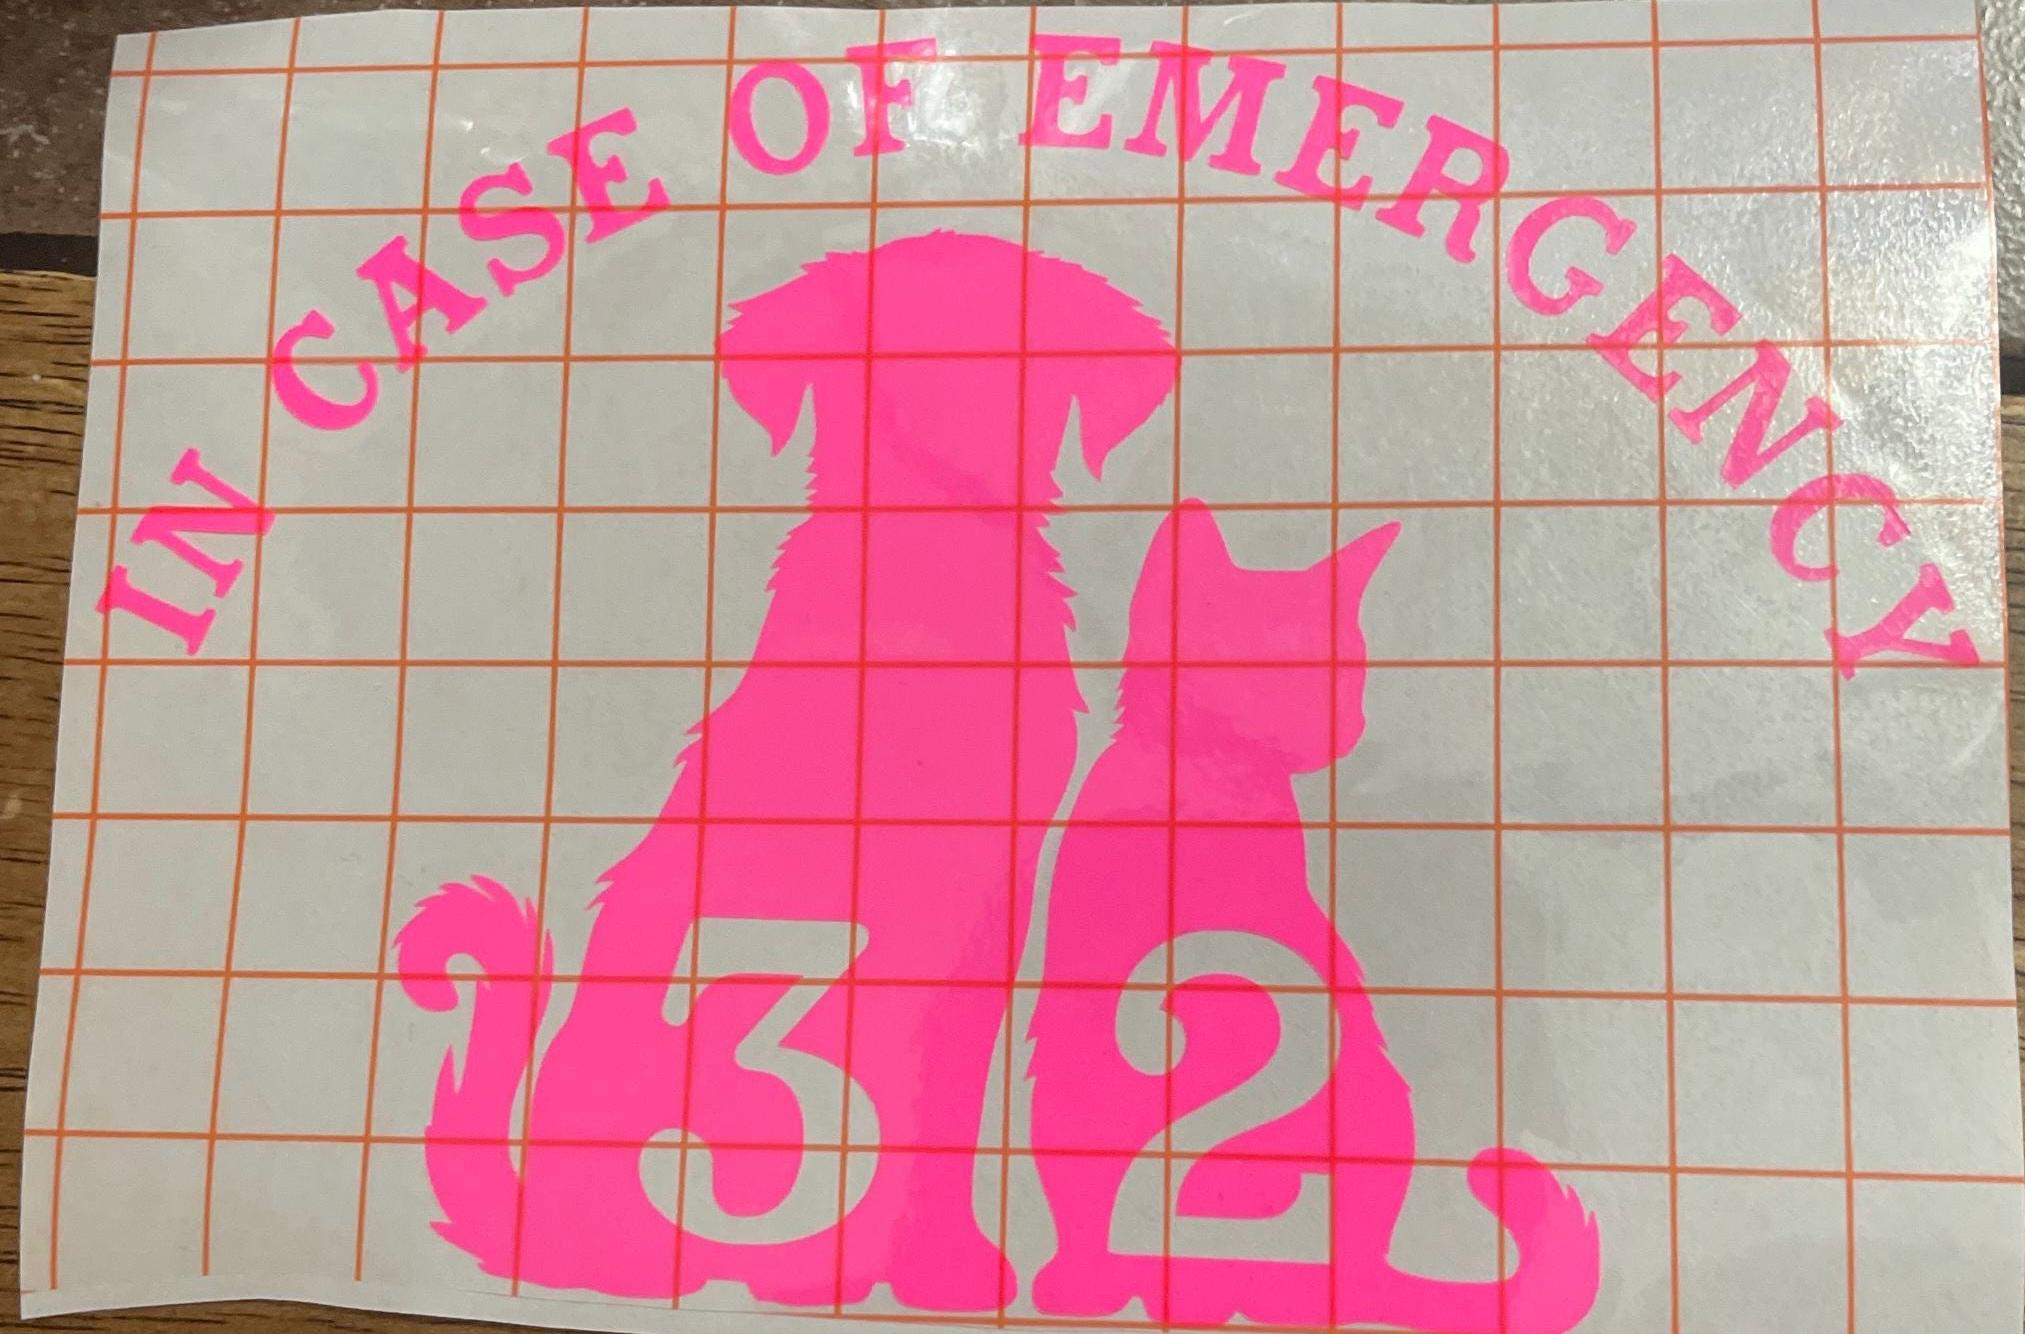 IN CASE OF EMERGENCY
3 2